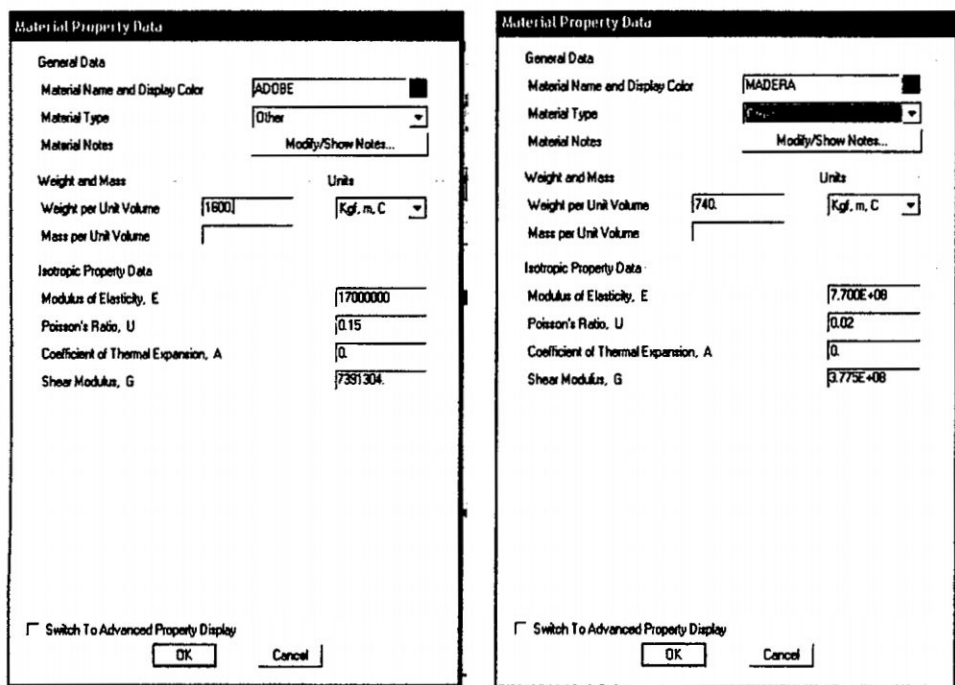 Material Property Data
General Data
Material Name and Display Color ADOBE
Material Type Other
Material Notes Modify/Show Notes...
Weight and Mass Units
Weight per Unit Volume 1600. Kgf, m, C
Mass per Unit Volume
Isotropic Property Data
Modulus of Elasticity, E 17000000
Poisson's Ratio, U 0.15
Coefficient of Thermal Expansion, A 0.
Shear Modulus, G 7391304.
Switch To Advanced Property Display
OK Cancel
Material Property Data
General Data
Material Name and Display Color MADERA
Material Type
Material Notes Modify/Show Notes...
Weight and Mass Units
Weight per Unit Volume 740. Kgf, m, C
Mass per Unit Volume
Isotropic Property Data
Modulus of Elasticity, E 7.700E+08
Poisson's Ratio, U 0.02
Coefficient of Thermal Expansion, A 0.
Shear Modulus, G 3.775E+08
Switch To Advanced Property Display
OK Cancel